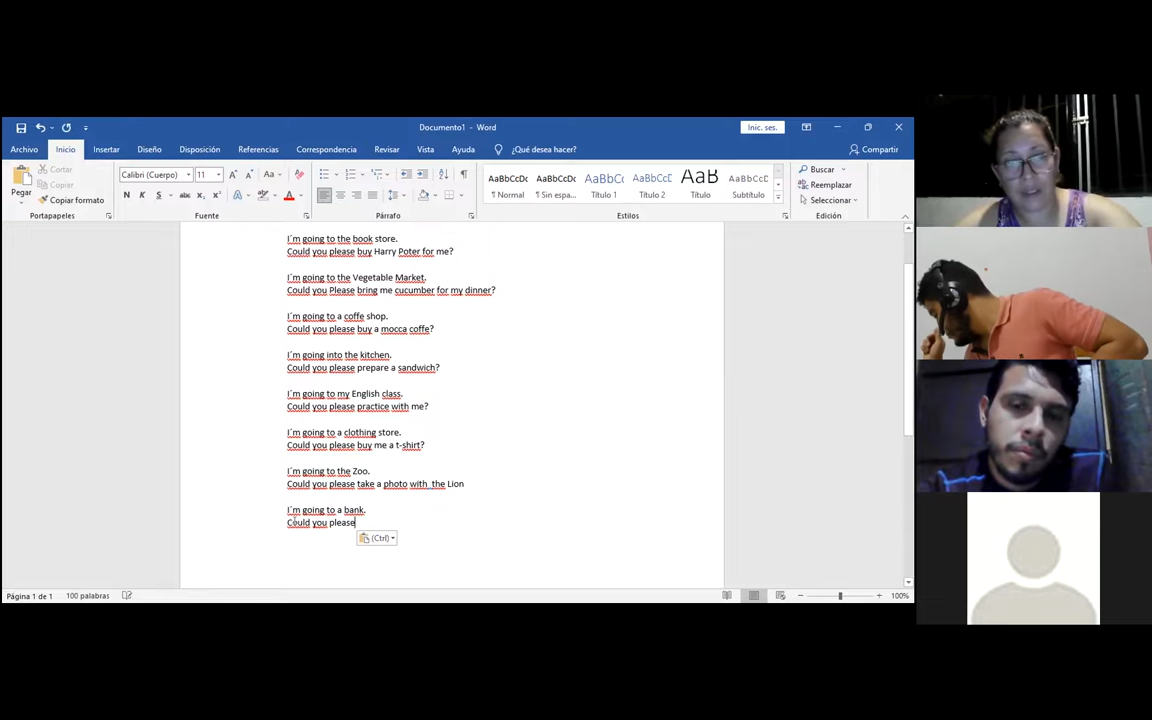 Documento1 - Word
Inic. ses.
Archivo Inicio Insertar Diseño Disposición Referencias Correspondencia Revisar Vista Ayuda ¿Qué desea hacer? Compartir
Pegar
Cortar
Copiar
Copiar formato
Portapapeles
Calibri (Cuerpo) 11
N K S abc
Fuente
Párrafo
AaBbCcDc AaBbCcDc AaBbCc AaBbCcD AaB AaBbCcD
¶ Normal ¶ Sin espa... Título 1 Título 2 Título Subtítulo
Estilos
Buscar
Reemplazar
Seleccionar
Edición
I´m going to the book store.
Could you please buy Harry Poter for me?
I´m going to the Vegetable Market.
Could you Please bring me cucumber for my dinner?
I´m going to a coffe shop.
Could you please buy a mocca coffe?
I´m going into the kitchen.
Could you please prepare a sandwich?
I´m going to my English class.
Could you please practice with me?
I´m going to a clothing store.
Could you please buy me a t-shirt?
I´m going to the Zoo.
Could you please take a photo with the Lion
I´m going to a bank.
Could you please
(Ctrl)
Página 1 de 1 100 palabras 100%